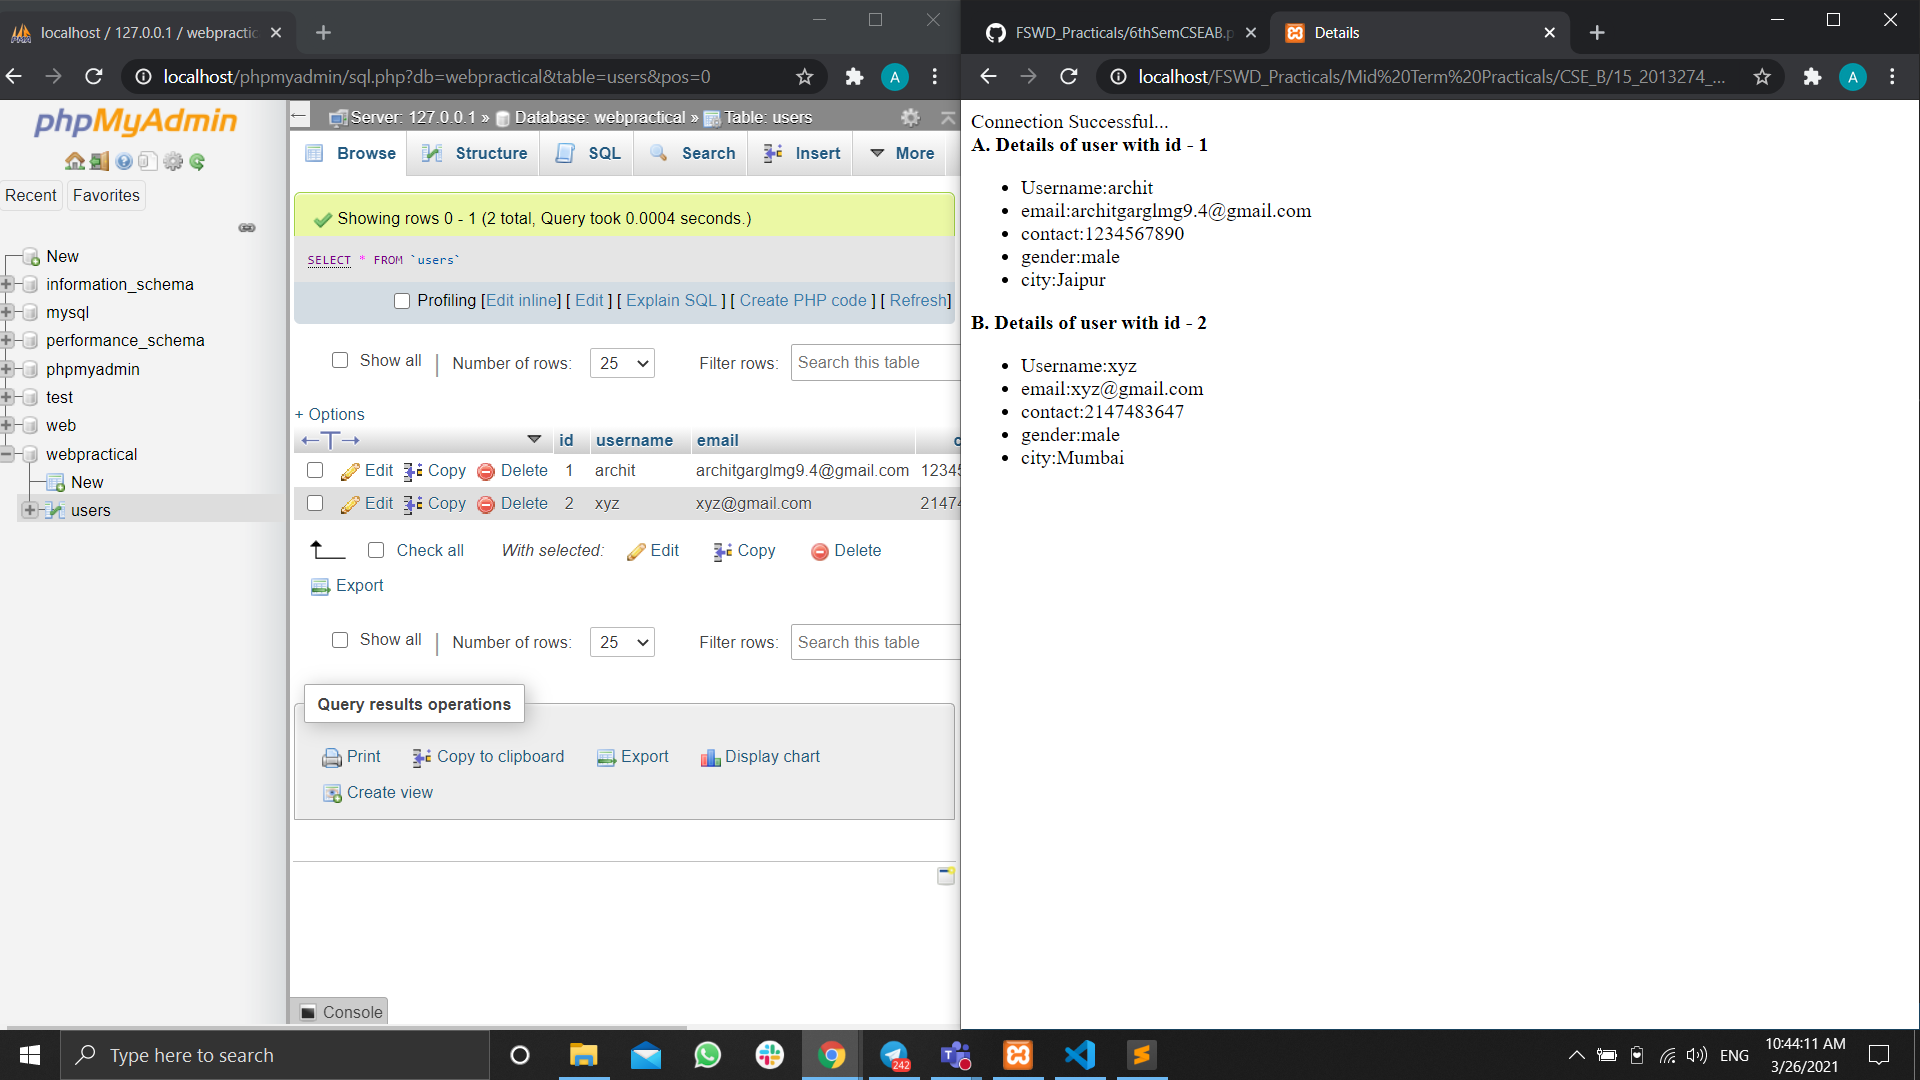 localhost / 127.0.0.1 / webpractic
localhost/phpmyadmin/sql.php?db=webpractical&table=users&pos=0
A
phpMyAdmin
Recent
Favorites
New
information_schema
mysql
performance_schema
phpmyadmin
test
web
webpractical
New
users
Server: 127.0.0.1 » Database: webpractical » Table: users
Browse
Structure
SQL
Search
Insert
More
Showing rows 0 - 1 (2 total, Query took 0.0004 seconds.)
SELECT * FROM `users`
Profiling [Edit inline] [ Edit ] [ Explain SQL ] [ Create PHP code ] [ Refresh]
Show all | Number of rows: 25 Filter rows: Search this table
+ Options
id username email c
Edit Copy Delete 1 archit architgarglmg9.4@gmail.com 12345
Edit Copy Delete 2 xyz xyz@gmail.com 21474
Check all With selected: Edit Copy Delete
Export
Show all | Number of rows: 25 Filter rows: Search this table
Query results operations
Print Copy to clipboard Export Display chart
Create view
Console
FSWD_Practicals/6thSemCSEAB.p
Details
localhost/FSWD_Practicals/Mid%20Term%20Practicals/CSE_B/15_2013274_...
A
Connection Successful...
A. Details of user with id - 1
• Username:archit
• email:architgarglmg9.4@gmail.com
• contact:1234567890
• gender:male
• city:Jaipur
B. Details of user with id - 2
• Username:xyz
• email:xyz@gmail.com
• contact:2147483647
• gender:male
• city:Mumbai
Type here to search
242
ENG
10:44:11 AM
3/26/2021